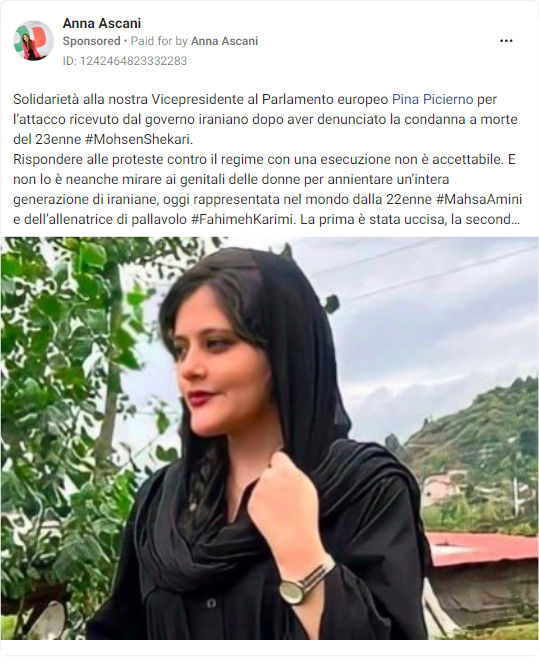 Anna Ascani
Sponsored • Paid for by Anna Ascani
ID: 1242464823332283
Solidarietà alla nostra Vicepresidente al Parlamento europeo Pina Picierno per
l’attacco ricevuto dal governo iraniano dopo aver denunciato la condanna a morte
del 23enne #MohsenShekari.
Rispondere alle proteste contro il regime con una esecuzione non è accettabile. E
non lo è neanche mirare ai genitali delle donne per annientare un’intera
generazione di iraniane, oggi rappresentata nel mondo dalla 22enne #MahsaAmini
e dell’allenatrice di pallavolo #FahimehKarimi. La prima è stata uccisa, la second...